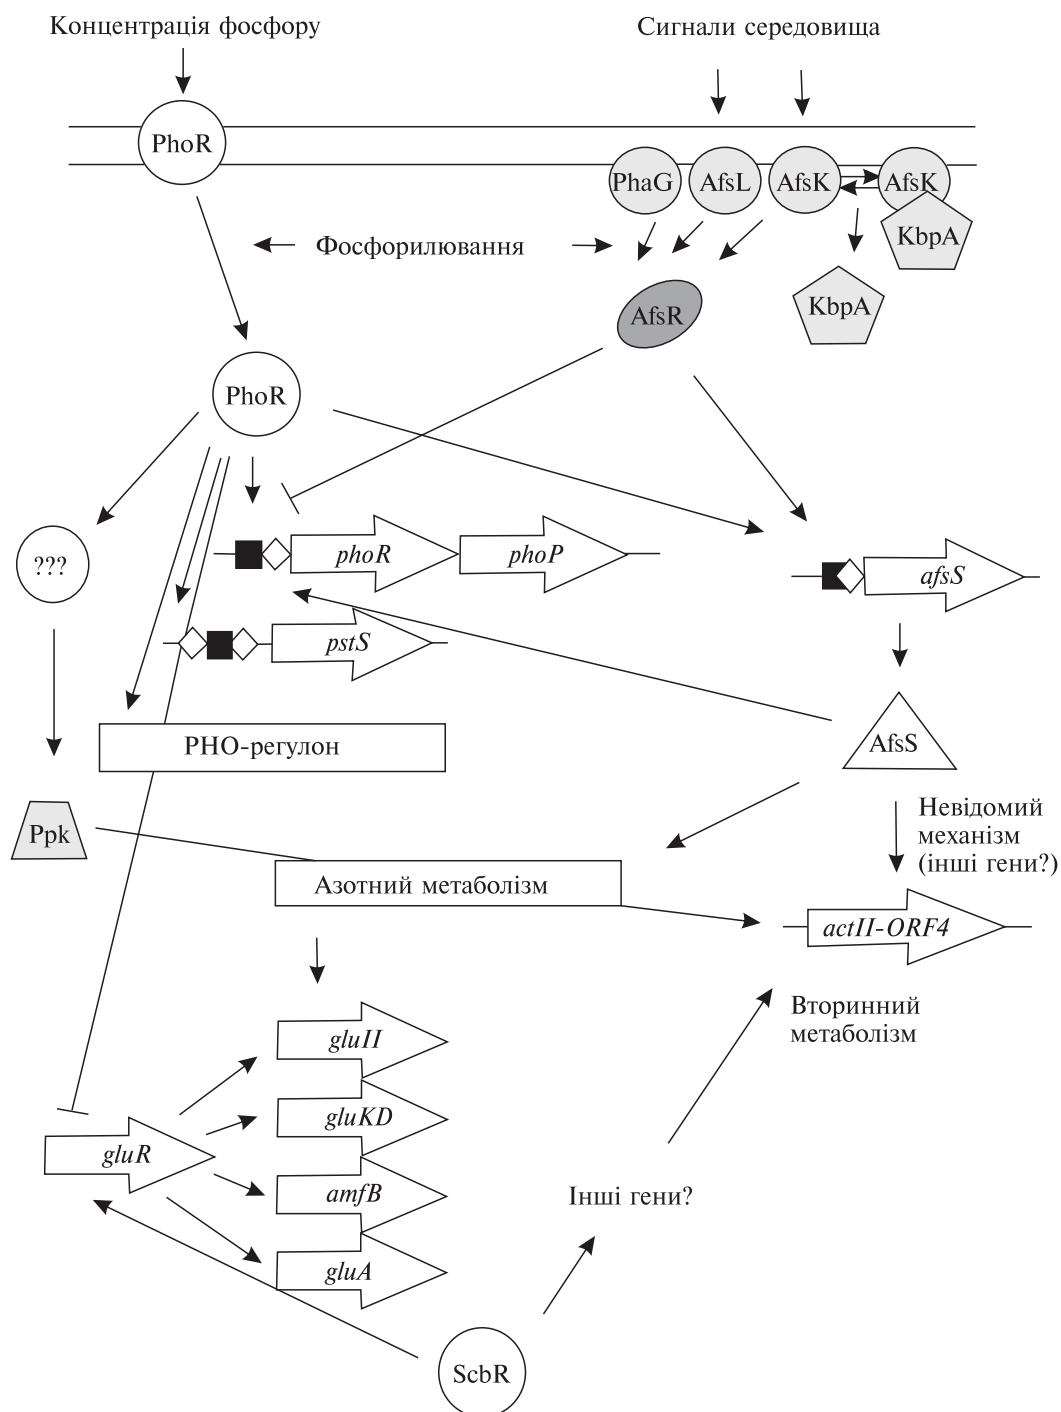 Концентрація фосфору
Сигнали середовища
PhoR
PhaG
AfsL
AfsK
AfsK
KbpA
Фосфорилювання
KbpA
AfsR
PhoR
???
phoR
phoP
afsS
pstS
РНО-регулон
AfsS
Ppk
Невідомий
механізм
(інші гени?)
Азотний метаболізм
actII-ORF4
Вторинний
метаболізм
gluII
gluKD
gluR
amfB
Інші гени?
gluA
ScbR